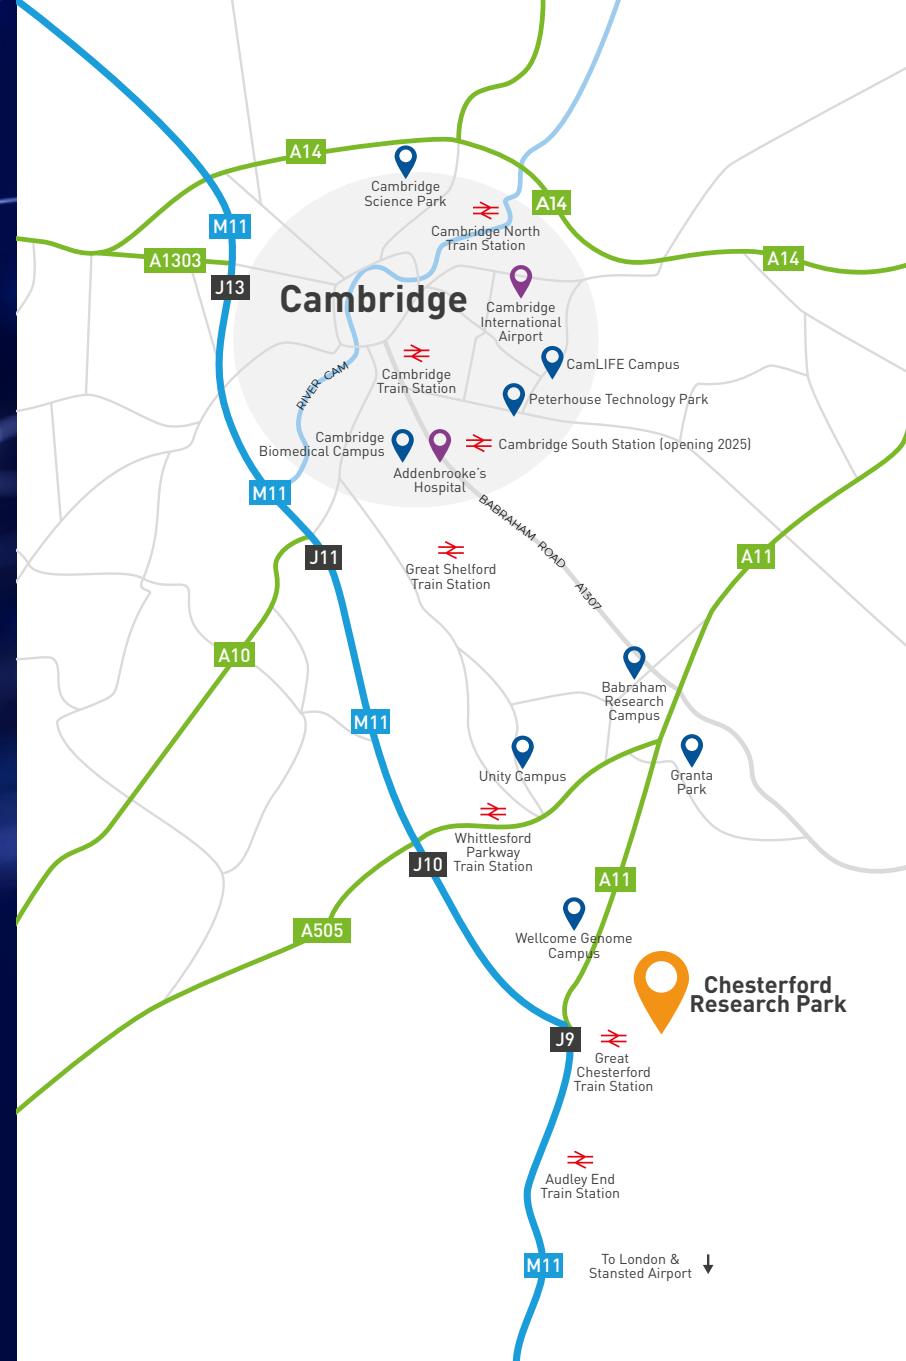 A14
Cambridge
Science Park
A14
Cambridge North
Train Station
M11
A1303
A14
J13
Cambridge
Cambridge
International
Airport
RIVER CAM
Cambridge
Train Station
CamLIFE Campus
Peterhouse Technology Park
Cambridge
Biomedical Campus
Cambridge South Station (opening 2025)
Addenbrooke's
Hospital
M11
BABRAHAM ROAD A1307
J11
Great Shelford
Train Station
A11
A10
Babraham
Research
Campus
M11
Unity Campus
Granta
Park
Whittlesford
Parkway
Train Station
J10
A11
A505
Wellcome Genome
Campus
Chesterford
Research Park
J9
Great
Chesterford
Train Station
Audley End
Train Station
M11
To London &
Stansted Airport